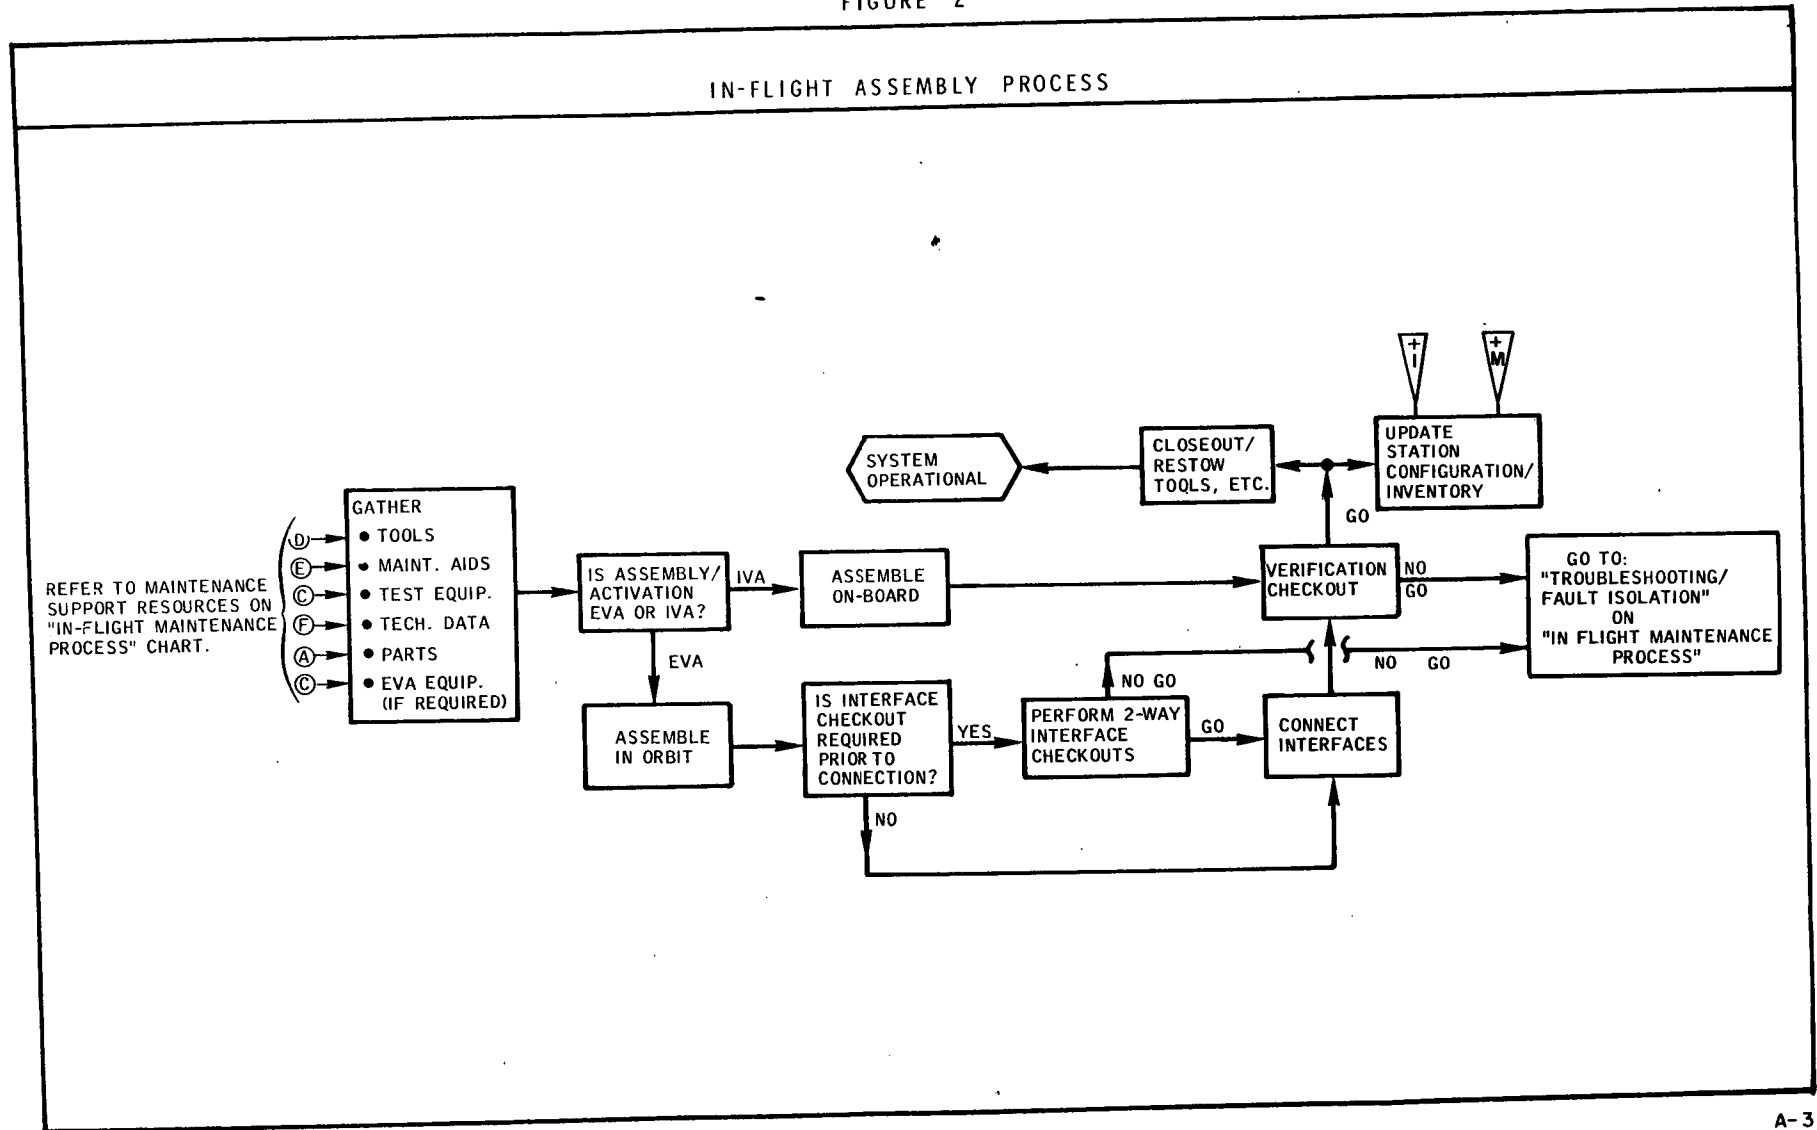 FIGURE 2
IN-FLIGHT ASSEMBLY PROCESS
REFER TO MAINTENANCE
SUPPORT RESOURCES ON
"IN-FLIGHT MAINTENANCE
PROCESS" CHART.
D
E
C
F
A
C
GATHER
• TOOLS
• MAINT. AIDS
• TEST EQUIP.
• TECH. DATA
• PARTS
• EVA EQUIP.
(IF REQUIRED)
IS ASSEMBLY/
ACTIVATION
EVA OR IVA?
IVA
EVA
ASSEMBLE
ON-BOARD
ASSEMBLE
IN ORBIT
IS INTERFACE
CHECKOUT
REQUIRED
PRIOR TO
CONNECTION?
YES
NO
PERFORM 2-WAY
INTERFACE
CHECKOUTS
NO GO
GO
CONNECT
INTERFACES
VERIFICATION
CHECKOUT
GO
NO
GO
NO GO
SYSTEM
OPERATIONAL
CLOSEOUT/
RESTOW
TOOLS, ETC.
UPDATE
STATION
CONFIGURATION/
INVENTORY
+
I
+
M
GO TO:
"TROUBLESHOOTING/
FAULT ISOLATION"
ON
"IN FLIGHT MAINTENANCE
PROCESS"
A-3